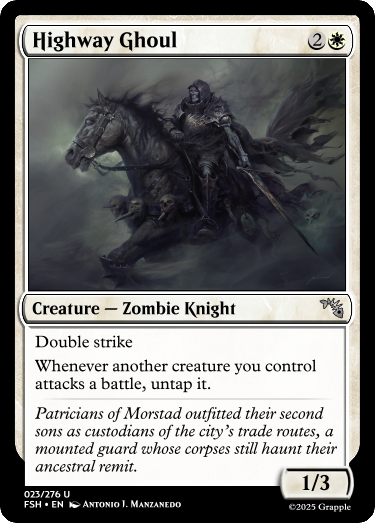 Highway Ghoul 2
Creature — Zombie Knight
Double strike
Whenever another creature you control
attacks a battle, untap it.
Patricians of Morstad outfitted their second
sons as custodians of the city's trade routes, a
mounted guard whose corpses still haunt their
ancestral remit.
1/3
023/276 U
FSH • EN Antonio J. Manzanedo
©2025 Grapple